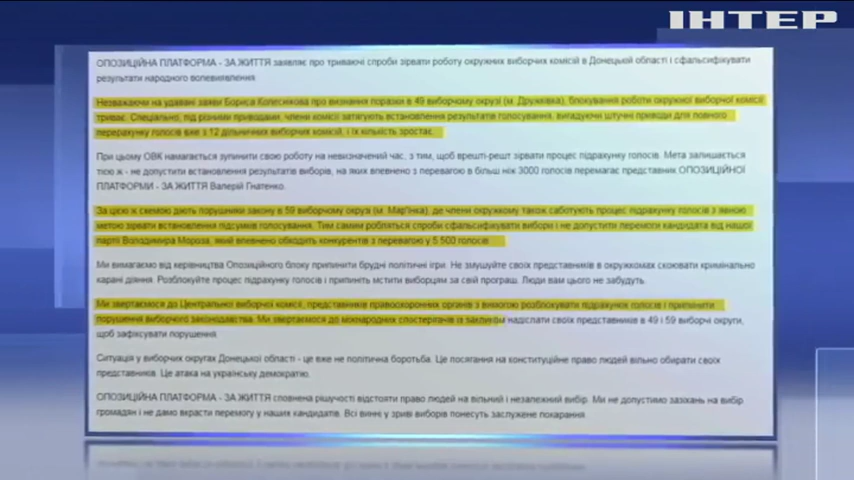 ІНТЕР
ОПОЗИЦІЙНА ПЛАТФОРМА - ЗА ЖИТТЯ заявляє про триваючі спроби зірвати роботу окружних виборчих комісій в Донецькій області і сфальсифікувати
результати народного волевиявлення.
Незважаючи на удавані заяви Бориса Колеснікова про визнання поразки в 49 виборчому окрузі (м. Дружківка), блокування роботи окружної виборчої комісії
триває. Спеціально, під різними приводами, члени комісії затягують встановлення результатів голосування, вигадуючи штучні приводи для повного
перерахунку голосів вже з 12 дільничних виборчих комісій, і їх кількість зростає.
При цьому ОВК намагається зупинити свою роботу на невизначений час, з тим, щоб врешті-решт зірвати процес підрахунку голосів. Мета залишається
тією ж - не допустити встановлення результатів виборів, на яких впевнено з перевагою в більш ніж 3000 голосів перемагає представник ОПОЗИЦІЙНОЇ
ПЛАТФОРМИ - ЗА ЖИТТЯ Валерій Гнатенко.
За цією ж схемою діють порушники закону в 59 виборчому окрузі (м. Мар'їнка), де члени окружкому також саботують процес підрахунку голосів з явною
метою зірвати встановлення підсумків голосування. Тим самим робляться спроби сфальсифікувати вибори і не допустити перемоги кандидата від нашої
партії Володимира Мороза, який впевнено обходить конкурентів з перевагою у 5 500 голосів.
Ми вимагаємо від керівництва Опозиційного блоку припинити брудні політичні ігри. Не змушуйте своїх представників в окружкомах скоювати кримінально
карані діяння. Розблокуйте процес підрахунку голосів і припиніть мстити виборцям за свій програш. Люди вам цього не забудуть.
Ми звертаємося до Центральної виборчої комісії, представників правоохоронних органів з вимогою розблокувати підрахунок голосів і припинити
порушення виборчого законодавства. Ми звертаємося до міжнародних спостерігачів із закликом надіслати своїх представників в 49 і 59 виборчі округи,
щоб зафіксувати порушення.
Ситуація у виборчих округах Донецької області - це вже не політична боротьба. Це посягання на конституційне право людей вільно обирати своїх
представників. Це атака на українську демократію.
ОПОЗИЦІЙНА ПЛАТФОРМА - ЗА ЖИТТЯ сповнена рішучості відстояти право людей на вільний і незалежний вибір. Ми не допустимо зазіхань на вибір
громадян і не дамо вкрасти перемогу у наших кандидатів. Всі винні у зриві виборів понесуть заслужене покарання.